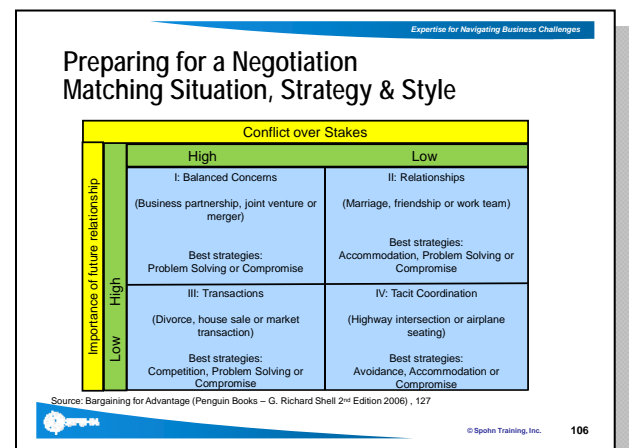 Expertise for Navigating Business Challenges
Preparing for a Negotiation
Matching Situation, Strategy & Style
Conflict over Stakes
High
Low
Importance of future relationship
High
Low
I: Balanced Concerns
(Business partnership, joint venture or
merger)
Best strategies:
Problem Solving or Compromise
II: Relationships
(Marriage, friendship or work team)
Best strategies:
Accommodation, Problem Solving or
Compromise
III: Transactions
(Divorce, house sale or market
transaction)
Best strategies:
Competition, Problem Solving or
Compromise
IV: Tacit Coordination
(Highway intersection or airplane
seating)
Best strategies:
Avoidance, Accommodation or
Compromise
Source: Bargaining for Advantage (Penguin Books – G. Richard Shell 2nd Edition 2006) , 127
© Spohn Training, Inc. 106